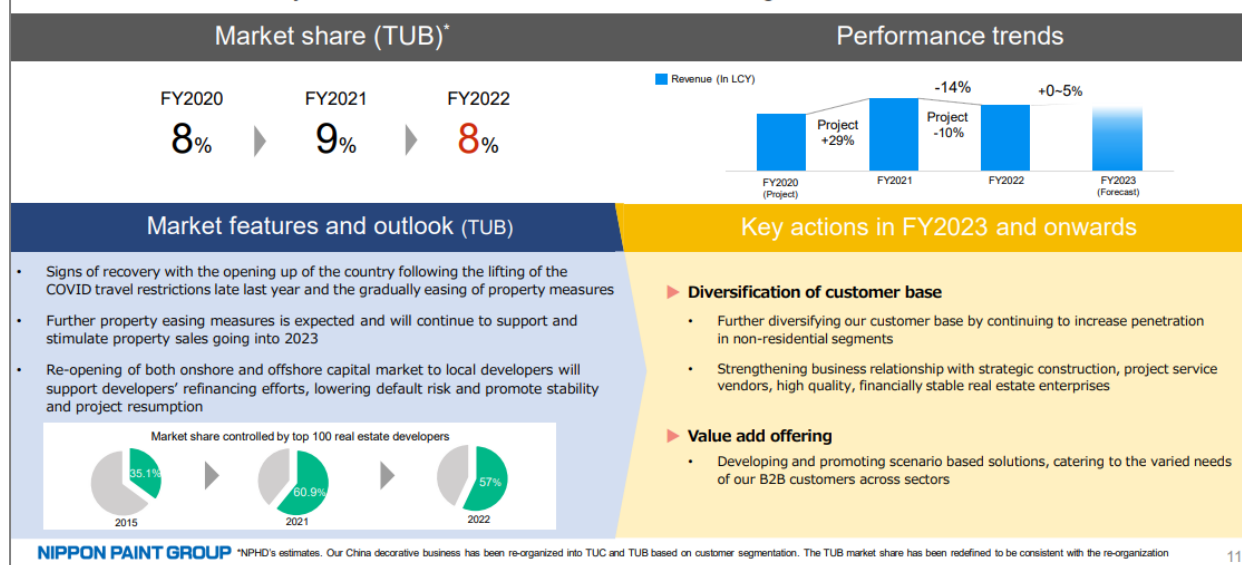 Market share (TUB)*
FY2020
FY2021
FY2022
8%
9%
8%
Performance trends
Revenue (In LCY)
-14%
+0~5%
Project
+29%
Project
-10%
FY2020
(Project)
FY2021
FY2022
FY2023
(Forecast)
Market features and outlook (TUB)
• Signs of recovery with the opening up of the country following the lifting of the
COVID travel restrictions late last year and the gradually easing of property measures
• Further property easing measures is expected and will continue to support and
stimulate property sales going into 2023
• Re-opening of both onshore and offshore capital market to local developers will
support developers' refinancing efforts, lowering default risk and promote stability
and project resumption
Market share controlled by top 100 real estate developers
35.1%
60.9%
57%
2015
2021
2022
Key actions in FY2023 and onwards
Diversification of customer base
• Further diversifying our customer base by continuing to increase penetration
in non-residential segments
• Strengthening business relationship with strategic construction, project service
vendors, high quality, financially stable real estate enterprises
Value add offering
• Developing and promoting scenario based solutions, catering to the varied needs
of our B2B customers across sectors
NIPPON PAINT GROUP *NPHD's estimates. Our China decorative business has been re-organized into TUC and TUB based on customer segmentation. The TUB market share has been redefined to be consistent with the re-organization
11